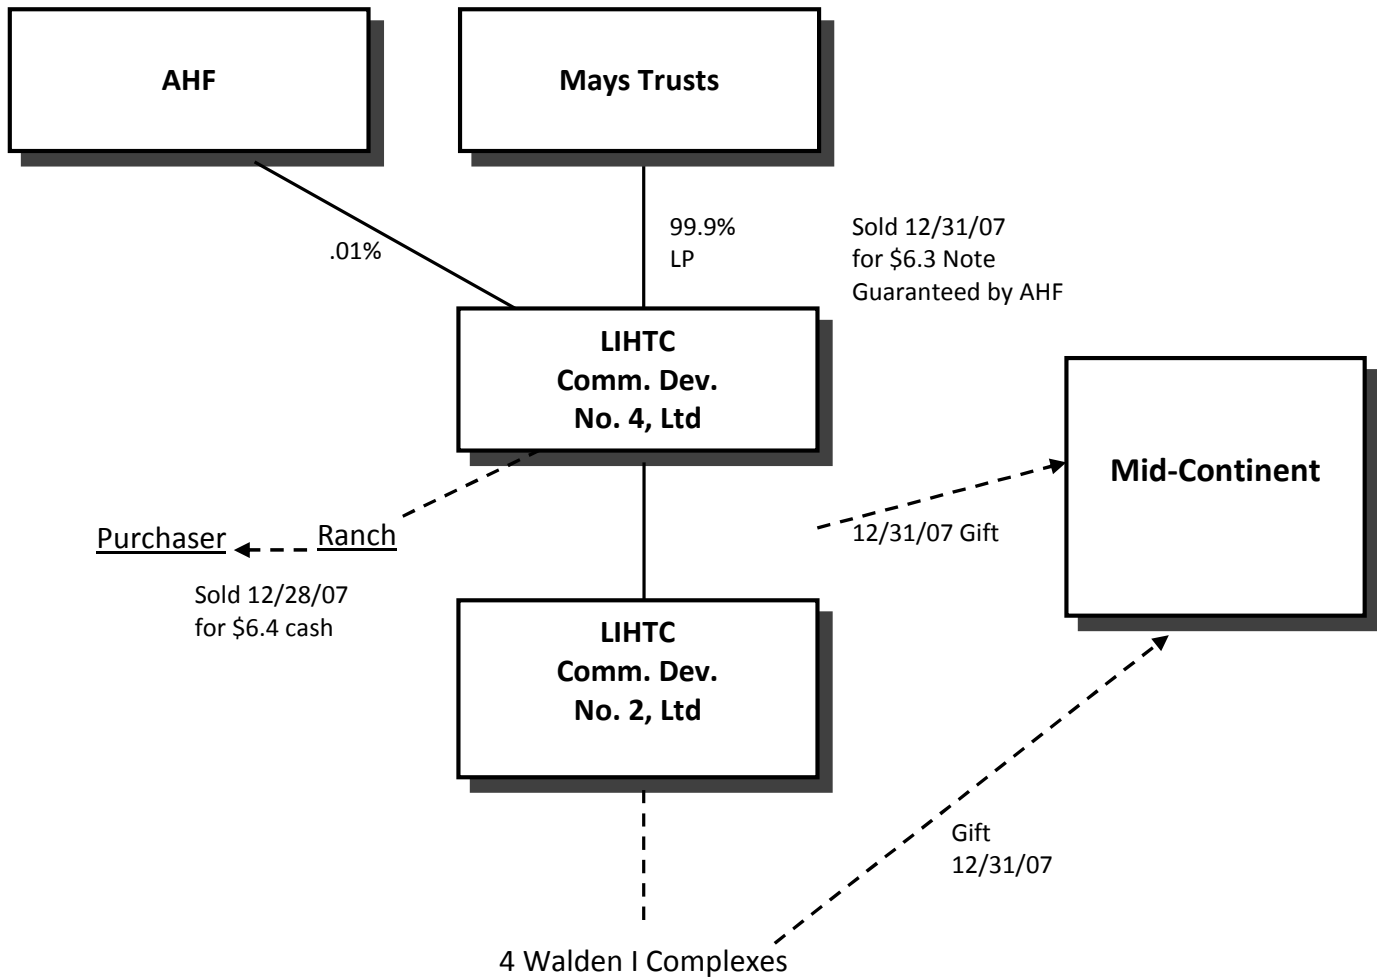 AHF
Mays Trusts
.01%
99.9%
LP
Sold 12/31/07
for $6.3 Note
Guaranteed by AHF
LIHTC
Comm. Dev.
No. 4, Ltd
Mid-Continent
Purchaser
Ranch
12/31/07 Gift
Sold 12/28/07
for $6.4 cash
LIHTC
Comm. Dev.
No. 2, Ltd
Gift
12/31/07
4 Walden I Complexes